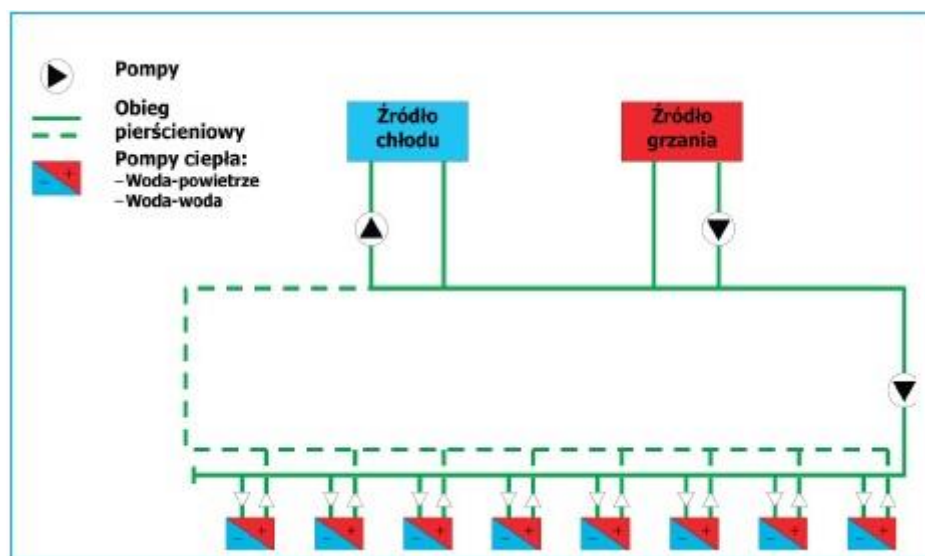 Pompy
Obieg
pierścieniowy
Pompy ciepła:
–Woda-powietrze
–Woda-woda
Źródło
chłodu
Źródło
grzania
– +
– +
– +
– +
– +
– +
– +
– +
– +